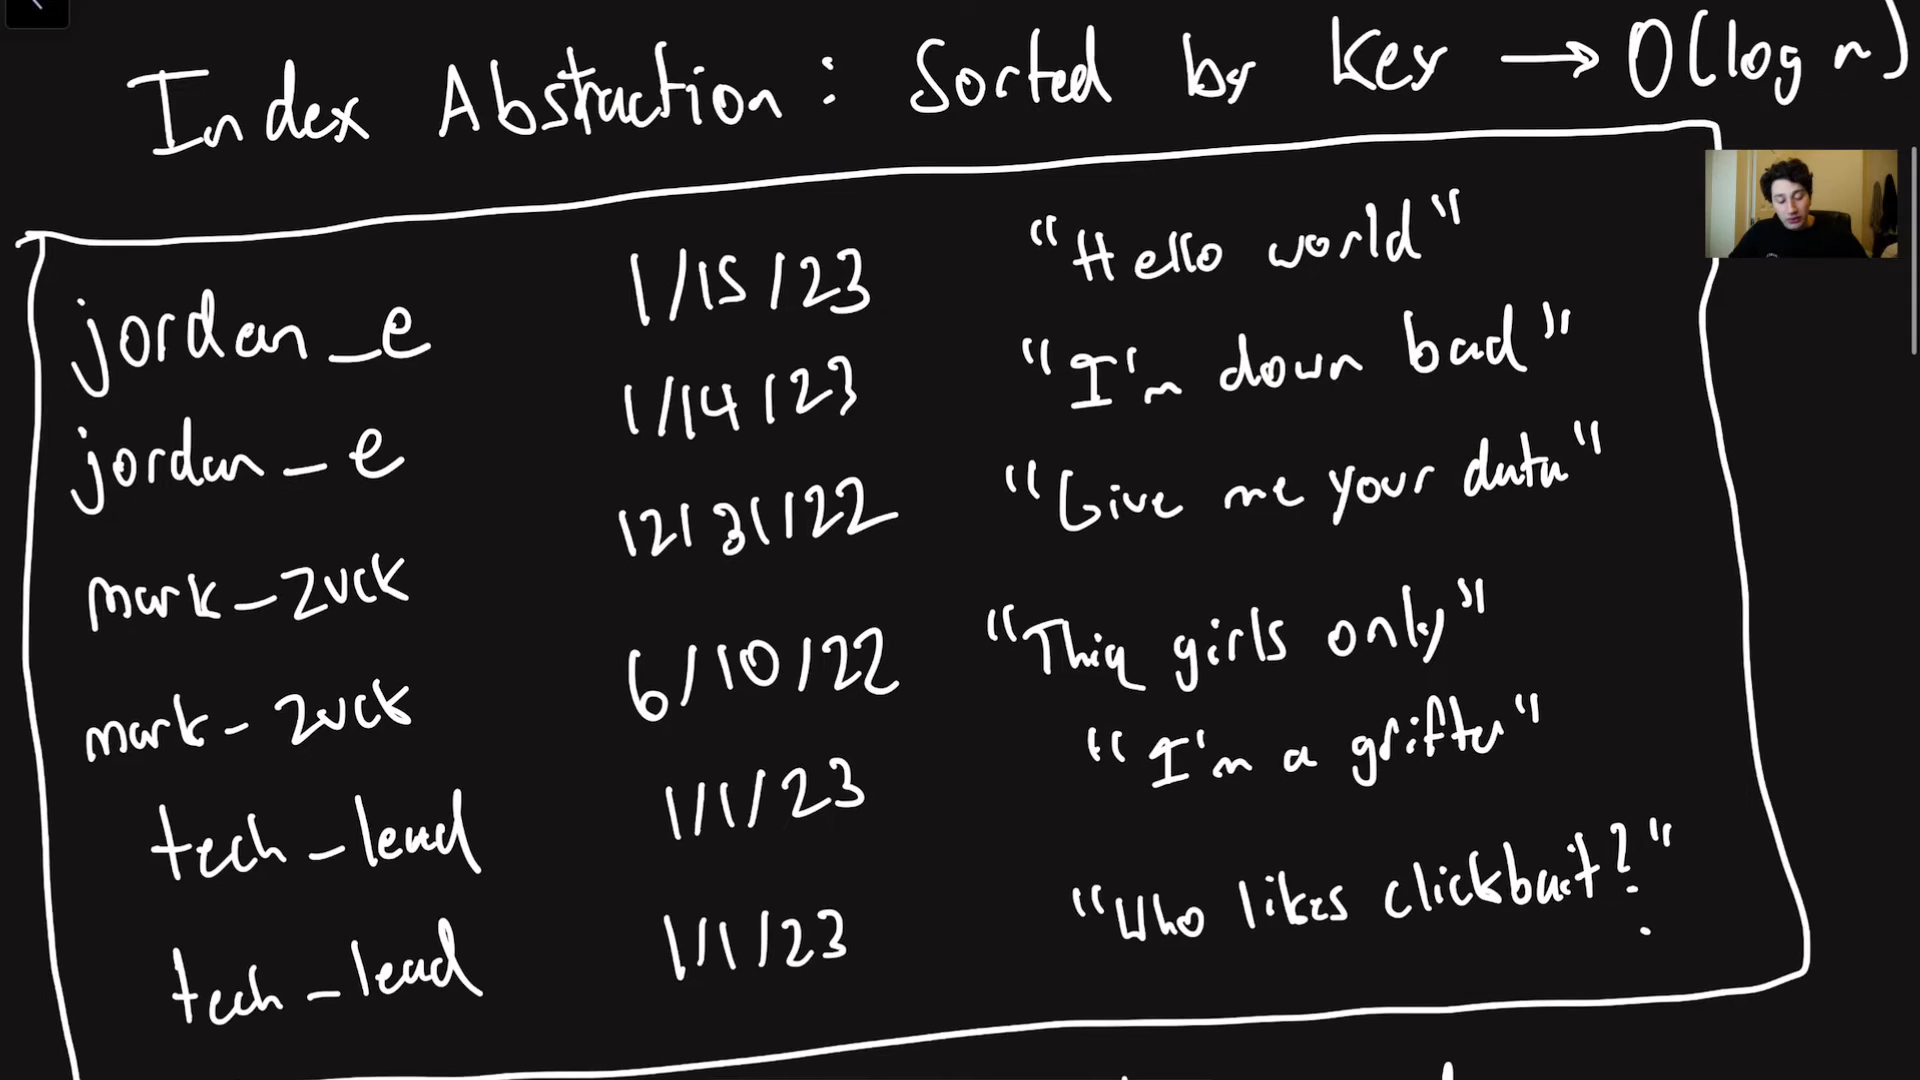 Index Abstraction: Sorted by Key → O(log n)
jordan_e 1/15/23 "Hello world"
jordan_e 1/14/23 "I'm down bad"
mark_zuck 12/31/22 "Give me your data"
mark_zuck 6/10/22 "Thiq girls only"
tech_lead 1/1/23 "I'm a grifter"
tech_lead 1/1/23 "Who likes clickbait?"